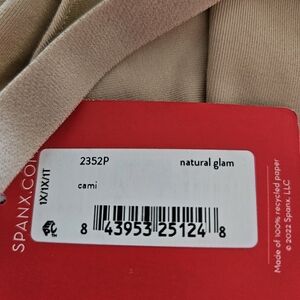 SPANX.CO
1X/1X/1T
2352P natural glam
cami
8 43953 25124 8
Made of 100% recycled paper
© 2022 Spanx, LLC